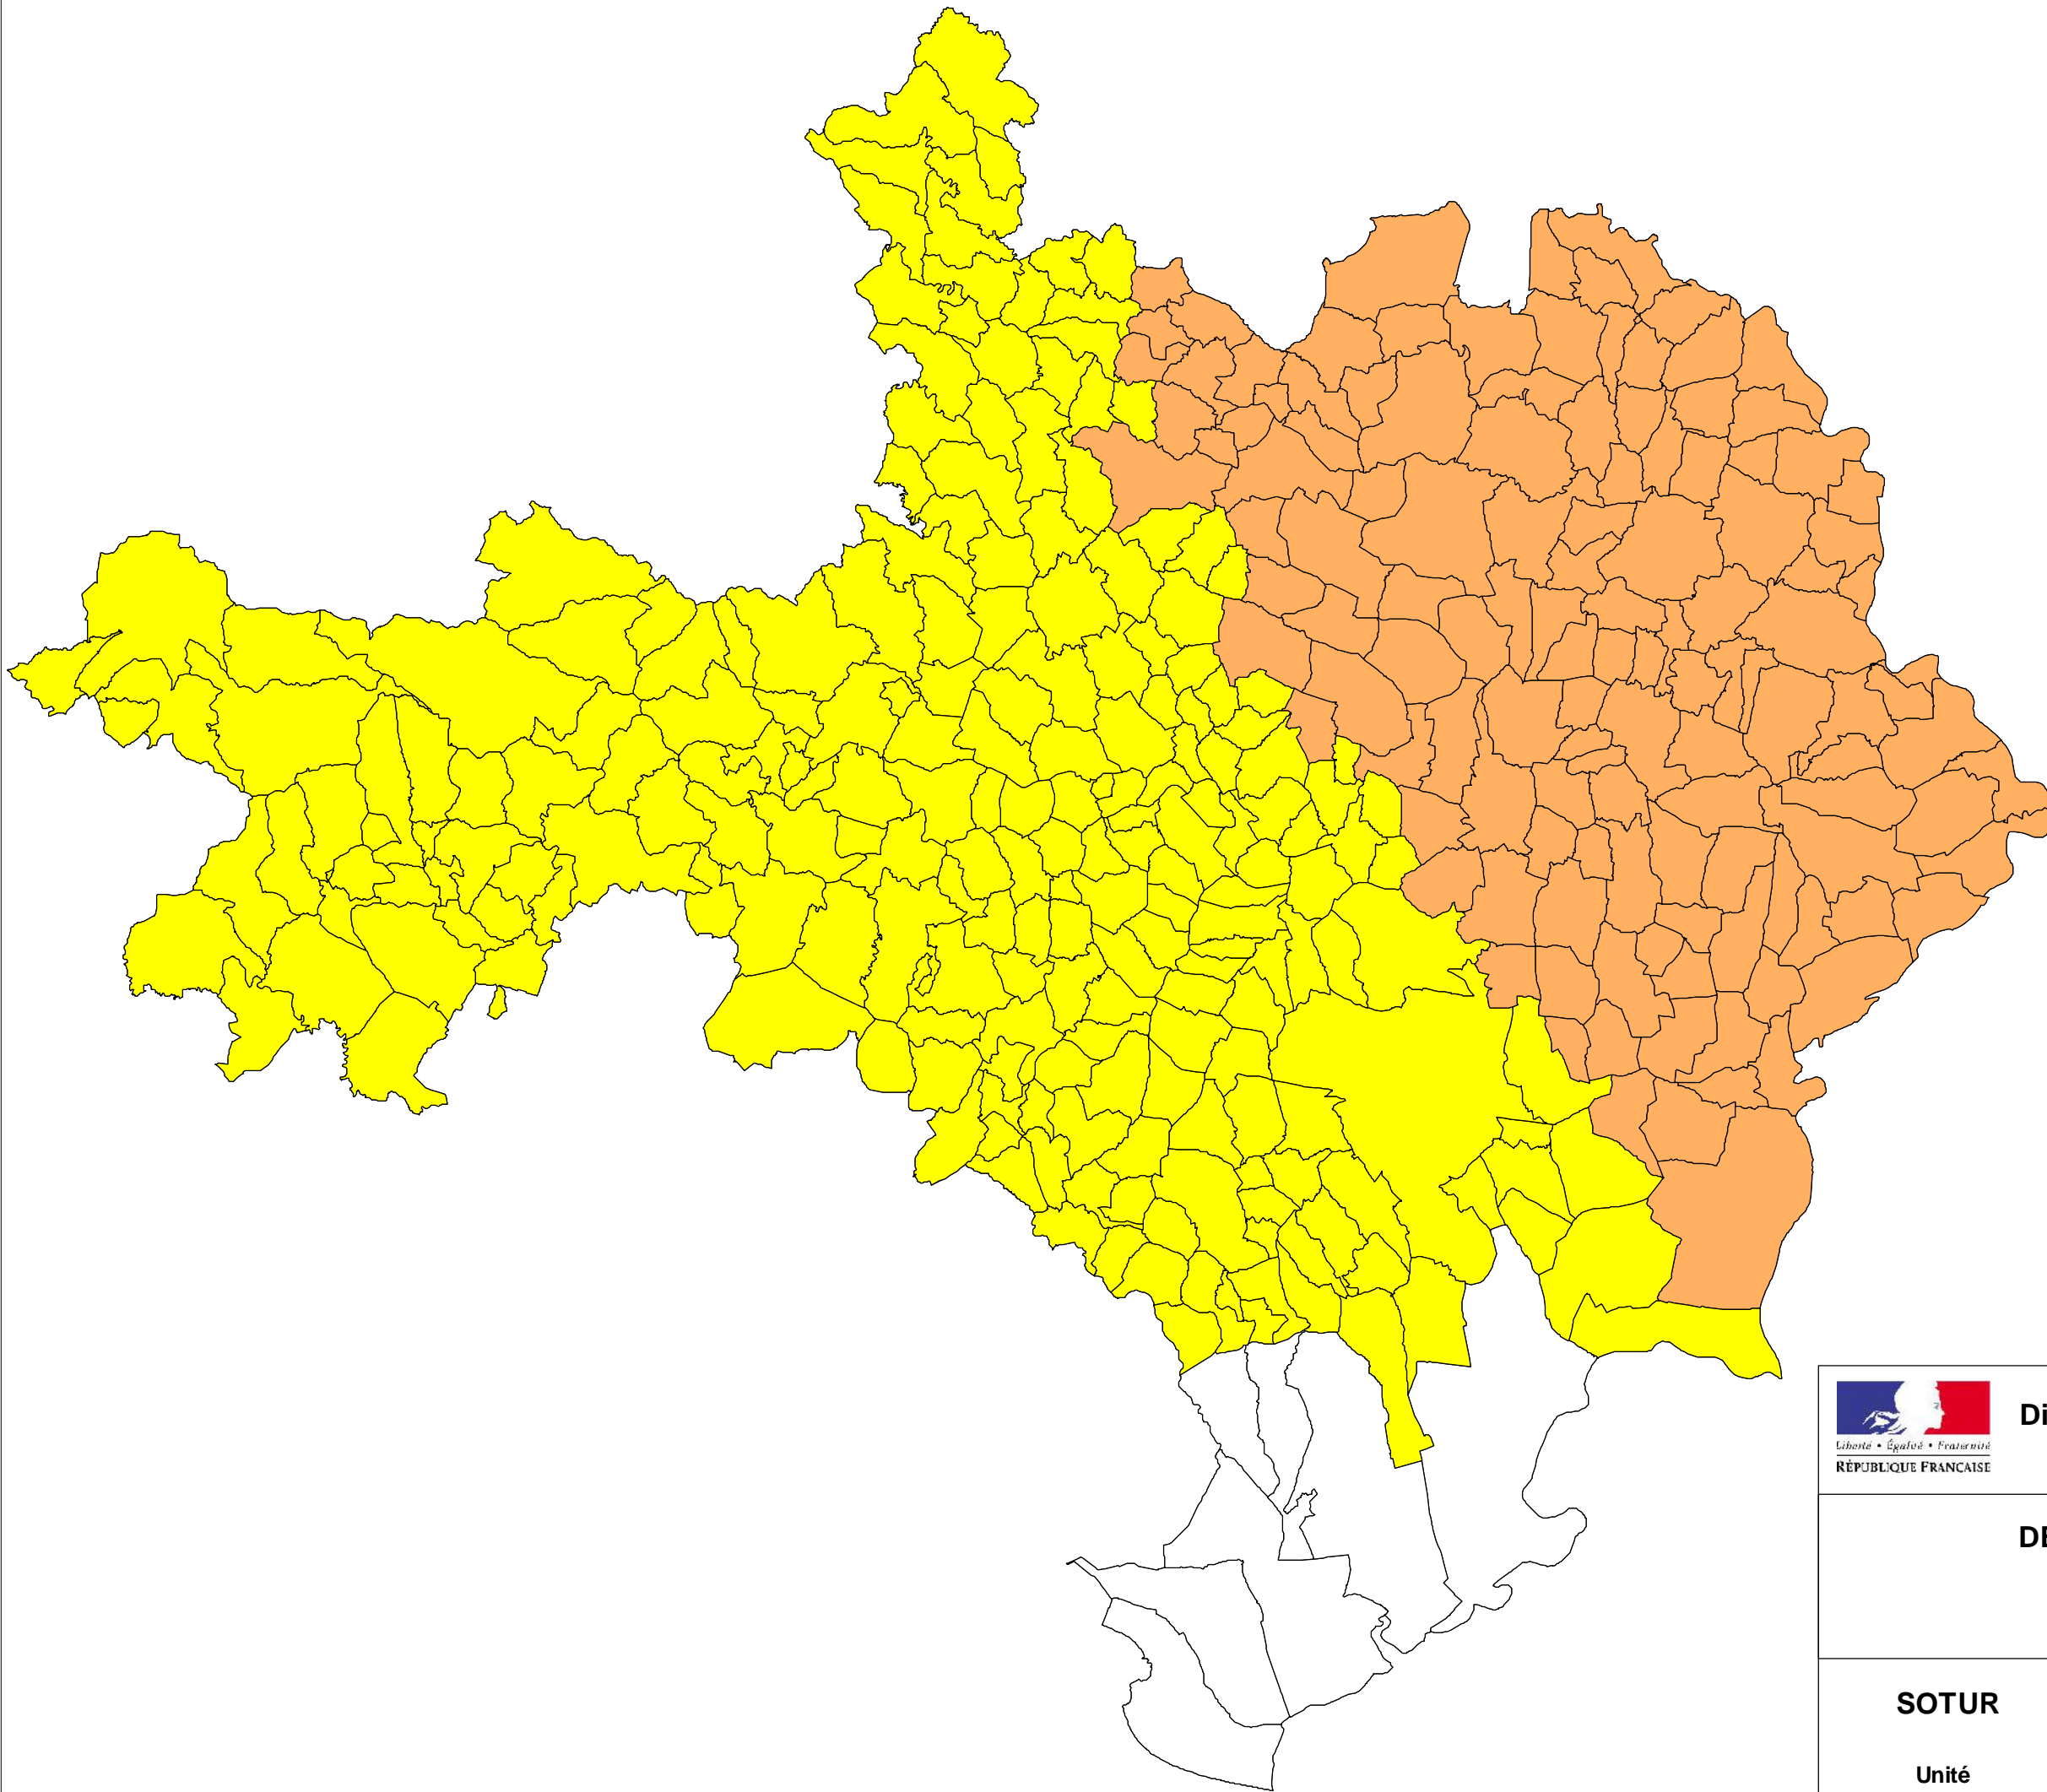 Di
Liberté • Égalité • Fraternité
RÉPUBLIQUE FRANÇAISE
DE
SOTUR
Unité